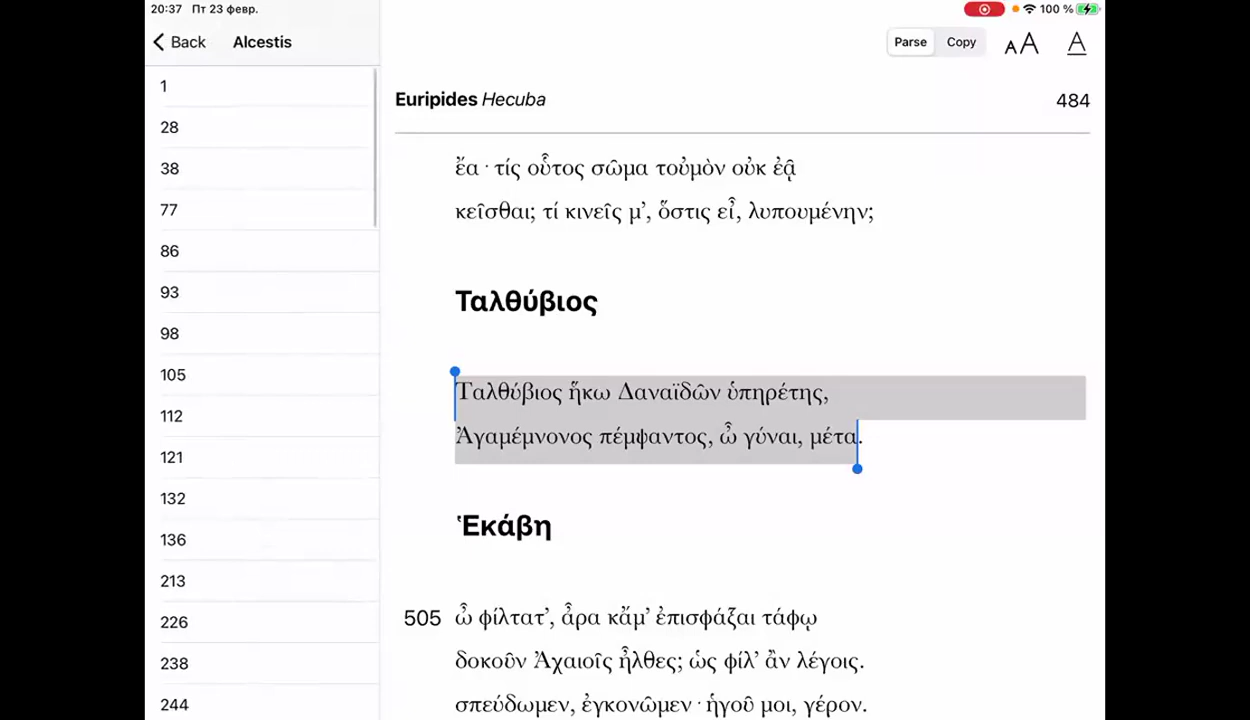 20:37 Пт 23 февр.
100 %
Back
Alcestis
Parse
Copy
AA
A
1
28
38
77
86
93
98
105
112
121
132
136
213
226
238
244
Euripides Hecuba
484
ἔα · τίς οὗτος σῶμα τοὐμὸν οὐκ ἐᾷ
κεῖσθαι; τί κινεῖς μ’, ὅστις εἶ, λυπουμένην;
Ταλθύβιος
Ταλθύβιος ἥκω Δαναϊδῶν ὑπηρέτης,
Ἀγαμέμνονος πέμψαντος, ὦ γύναι, μέτα.
Ἑκάβη
505 ὦ φίλτατ’, ἆρα κἄμ’ ἐπισφάξαι τάφῳ
δοκοῦν Ἀχαιοῖς ἦλθες; ὡς φίλ’ ἂν λέγοις.
σπεύδωμεν, ἐγκονῶμεν · ἡγοῦ μοι, γέρον.